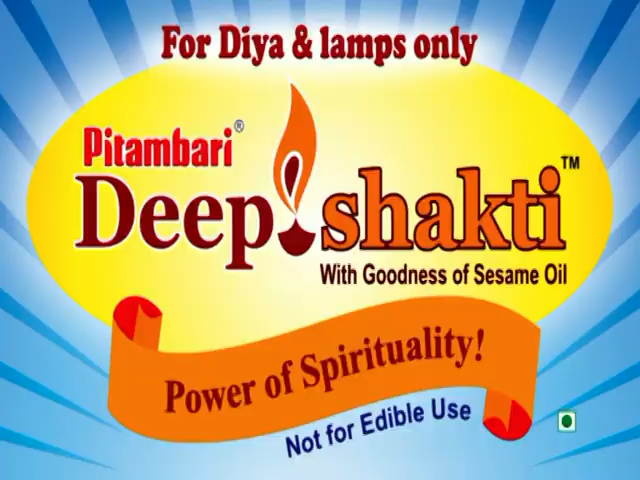 For Diya & lamps only
Pitambari®
Deepshakti™
With Goodness of Sesame Oil
Power of Spirituality!
Not for Edible Use